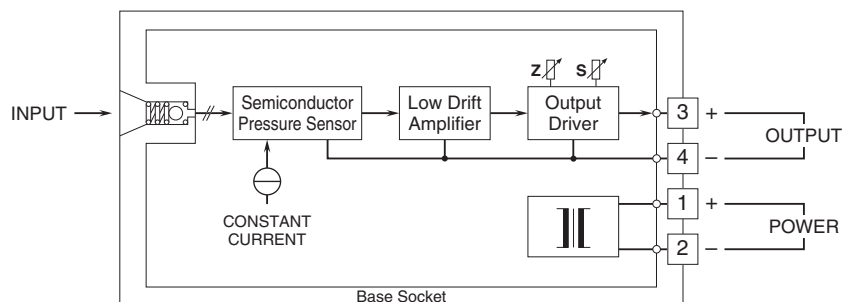 Z S
INPUT
Semiconductor
Pressure Sensor
Low Drift
Amplifier
Output
Driver
3 +
4 −
OUTPUT
CONSTANT
CURRENT
1 +
2 −
POWER
Base Socket